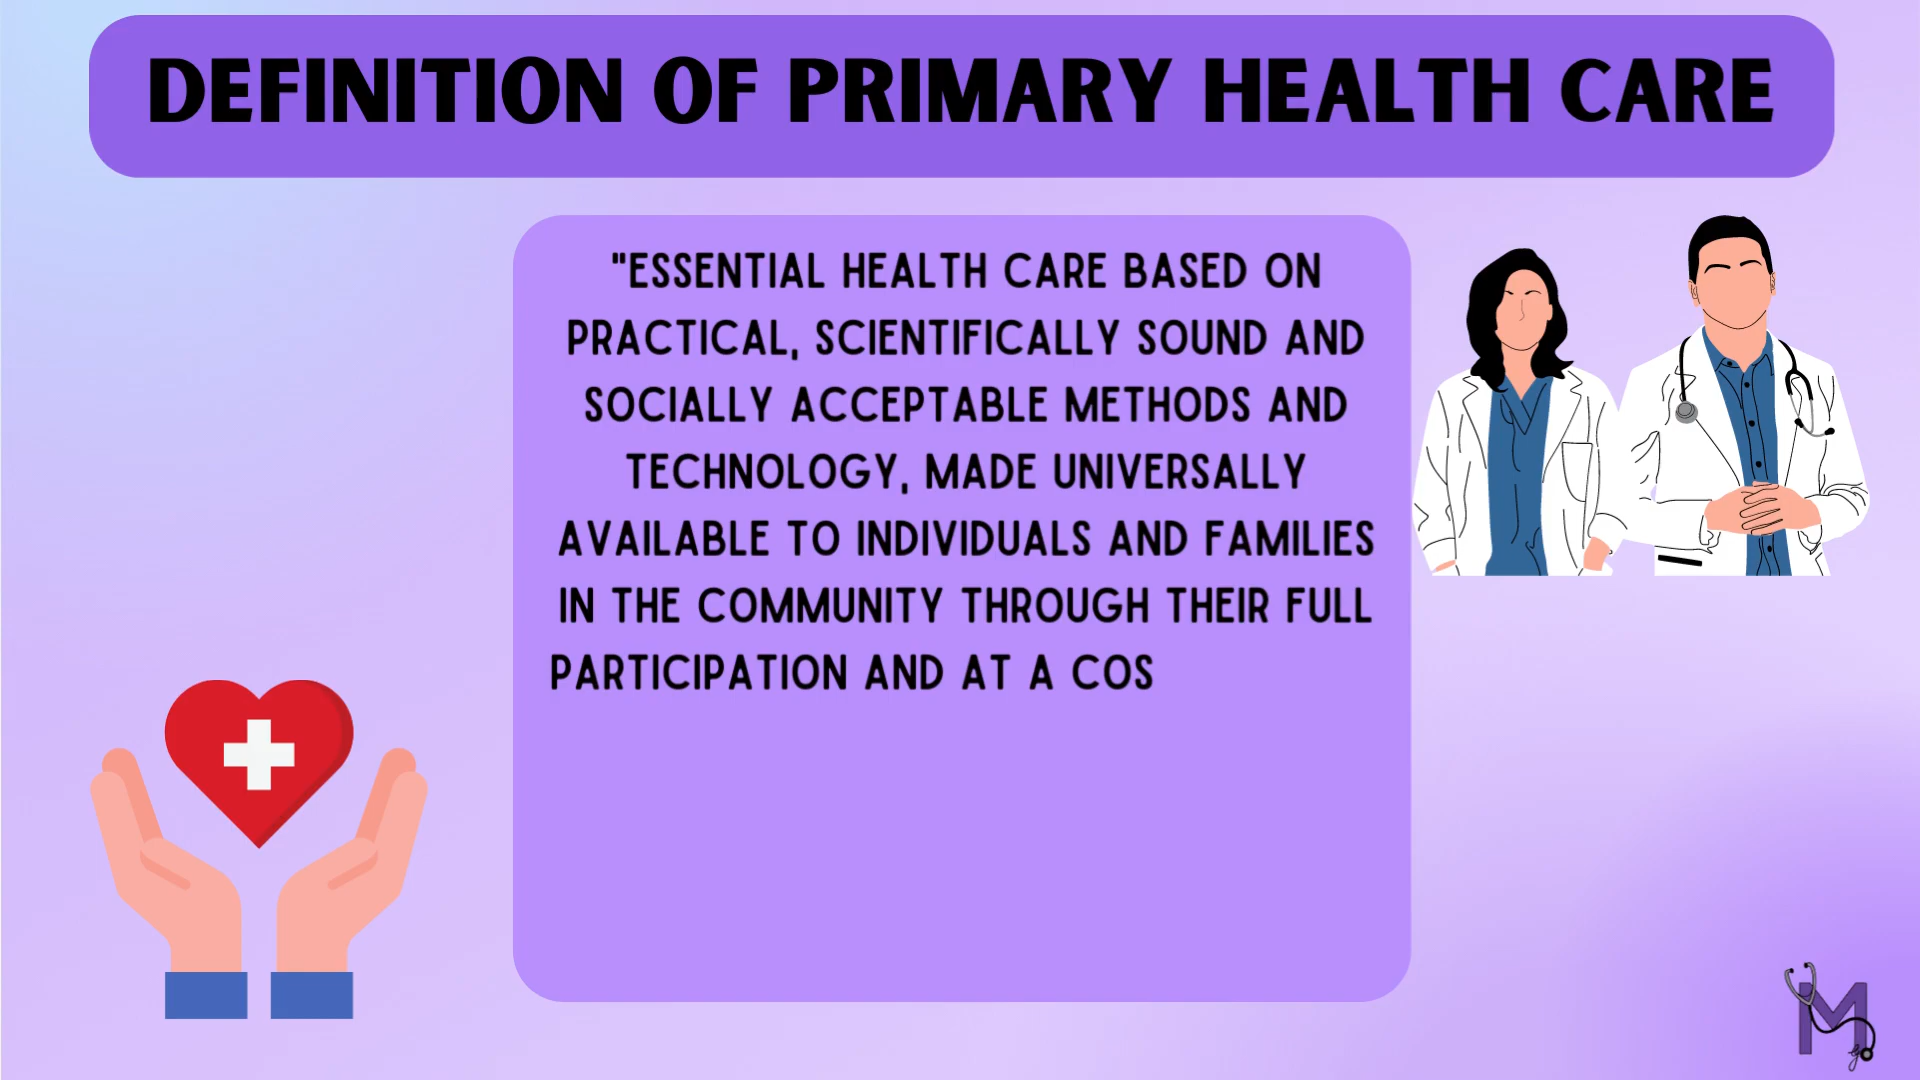 DEFINITION OF PRIMARY HEALTH CARE
"ESSENTIAL HEALTH CARE BASED ON
PRACTICAL, SCIENTIFICALLY SOUND AND
SOCIALLY ACCEPTABLE METHODS AND
TECHNOLOGY, MADE UNIVERSALLY
AVAILABLE TO INDIVIDUALS AND FAMILIES
IN THE COMMUNITY THROUGH THEIR FULL
PARTICIPATION AND AT A COS
M